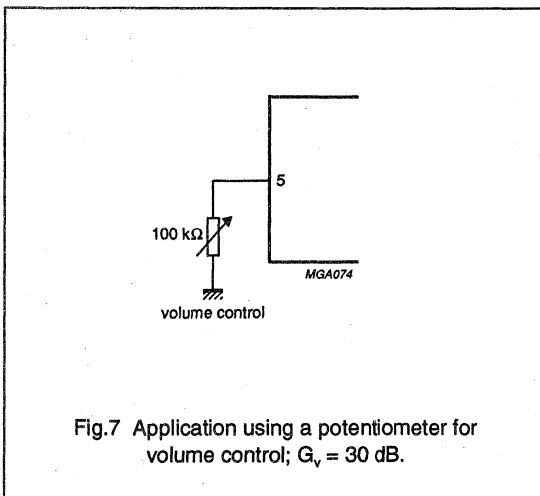 5
100 kΩ
MGA074
volume control
Fig.7 Application using a potentiometer for
volume control; Gv = 30 dB.